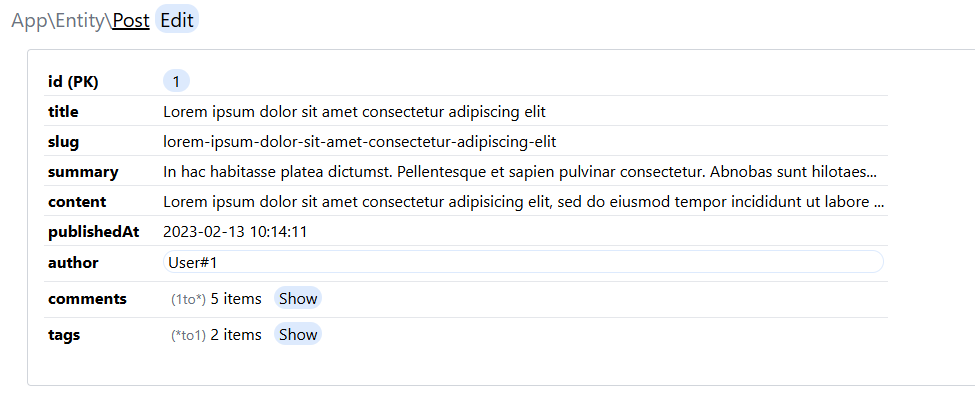 App\Entity\Post Edit
id (PK) 1
title Lorem ipsum dolor sit amet consectetur adipiscing elit
slug lorem-ipsum-dolor-sit-amet-consectetur-adipiscing-elit
summary In hac habitasse platea dictumst. Pellentesque et sapien pulvinar consectetur. Abnobas sunt hilotaes...
content Lorem ipsum dolor sit amet consectetur adipisicing elit, sed do eiusmod tempor incididunt ut labore ...
publishedAt 2023-02-13 10:14:11
author User#1
comments (1to*) 5 items Show
tags (*to1) 2 items Show